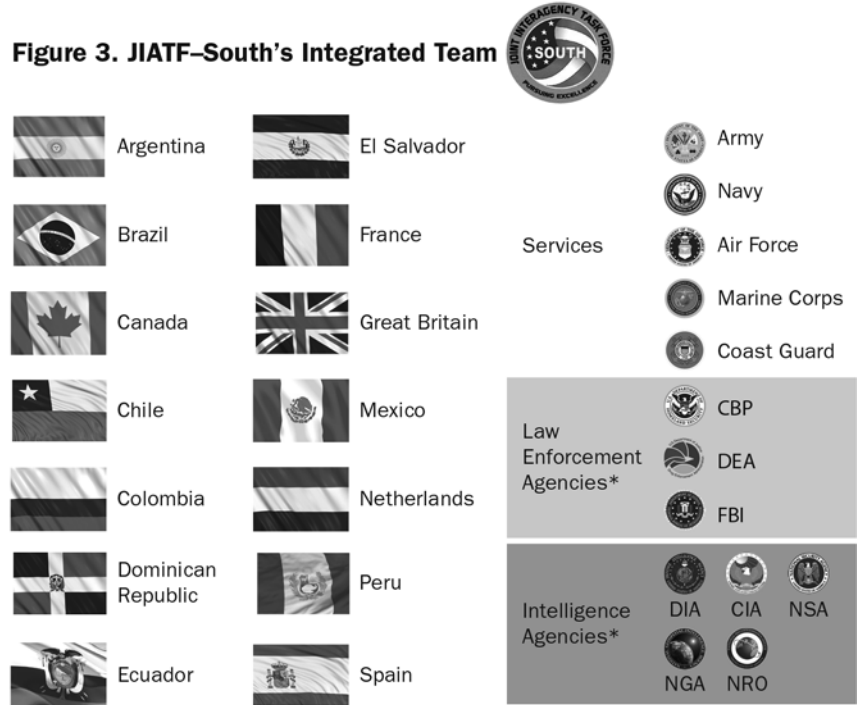 Figure 3. JIATF–South's Integrated Team
JOINT INTERAGENCY TASK FORCE
SOUTH
PURSUING EXCELLENCE
Argentina
Brazil
Canada
Chile
Colombia
Dominican
Republic
Ecuador
El Salvador
France
Great Britain
Mexico
Netherlands
Peru
Spain
Services
Army
Navy
Air Force
Marine Corps
Coast Guard
Law
Enforcement
Agencies*
CBP
DEA
FBI
Intelligence
Agencies*
DIA
CIA
NSA
NGA
NRO